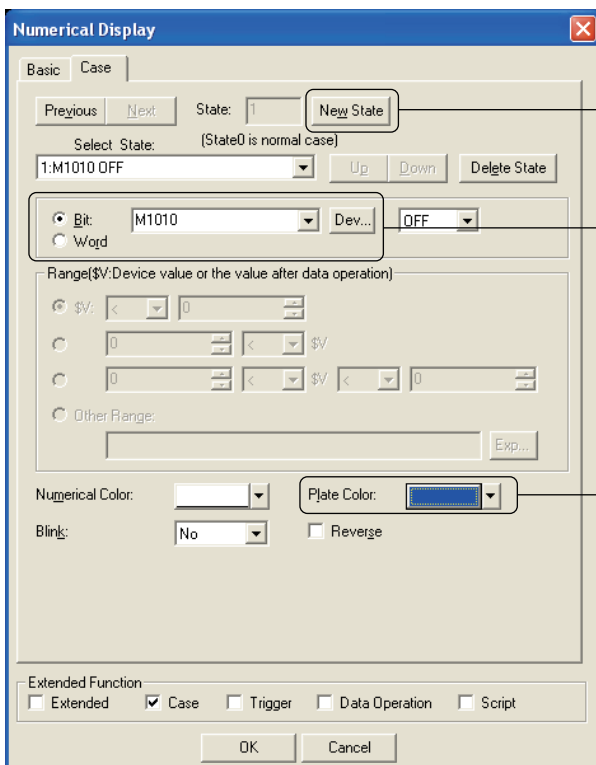 Numerical Display
Basic Case
Previous Next State: 1 New State
(State0 is normal case)
Select State:
1:M1010 OFF Up Down Delete State
Bit: M1010 Dev... OFF
Word
Range($V:Device value or the value after data operation)
$V: < 0
0 < $V
0 < $V < 0
Other Range:
Exp...
Numerical Color: Plate Color:
Blink: No Reverse
Extended Function
Extended Case Trigger Data Operation Script
OK Cancel